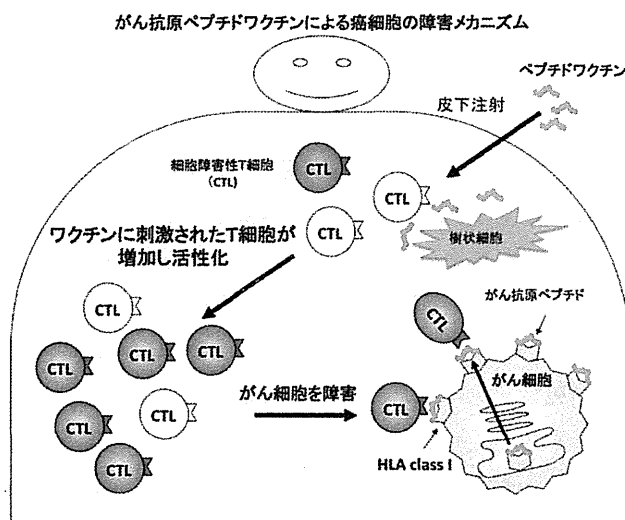 がん抗原ペプチドワクチンによる癌細胞の障害メカニズム
ペプチドワクチン
皮下注射
細胞障害性T細胞
（CTL）
CTL
CTL
CTL
樹状細胞
ワクチンに刺激されたT細胞が
増加し活性化
CTL
CTL
CTL
CTL
CTL
CTL
CTL
がん細胞を障害
がん抗原ペプチド
CTL
がん細胞
CTL
HLA class I